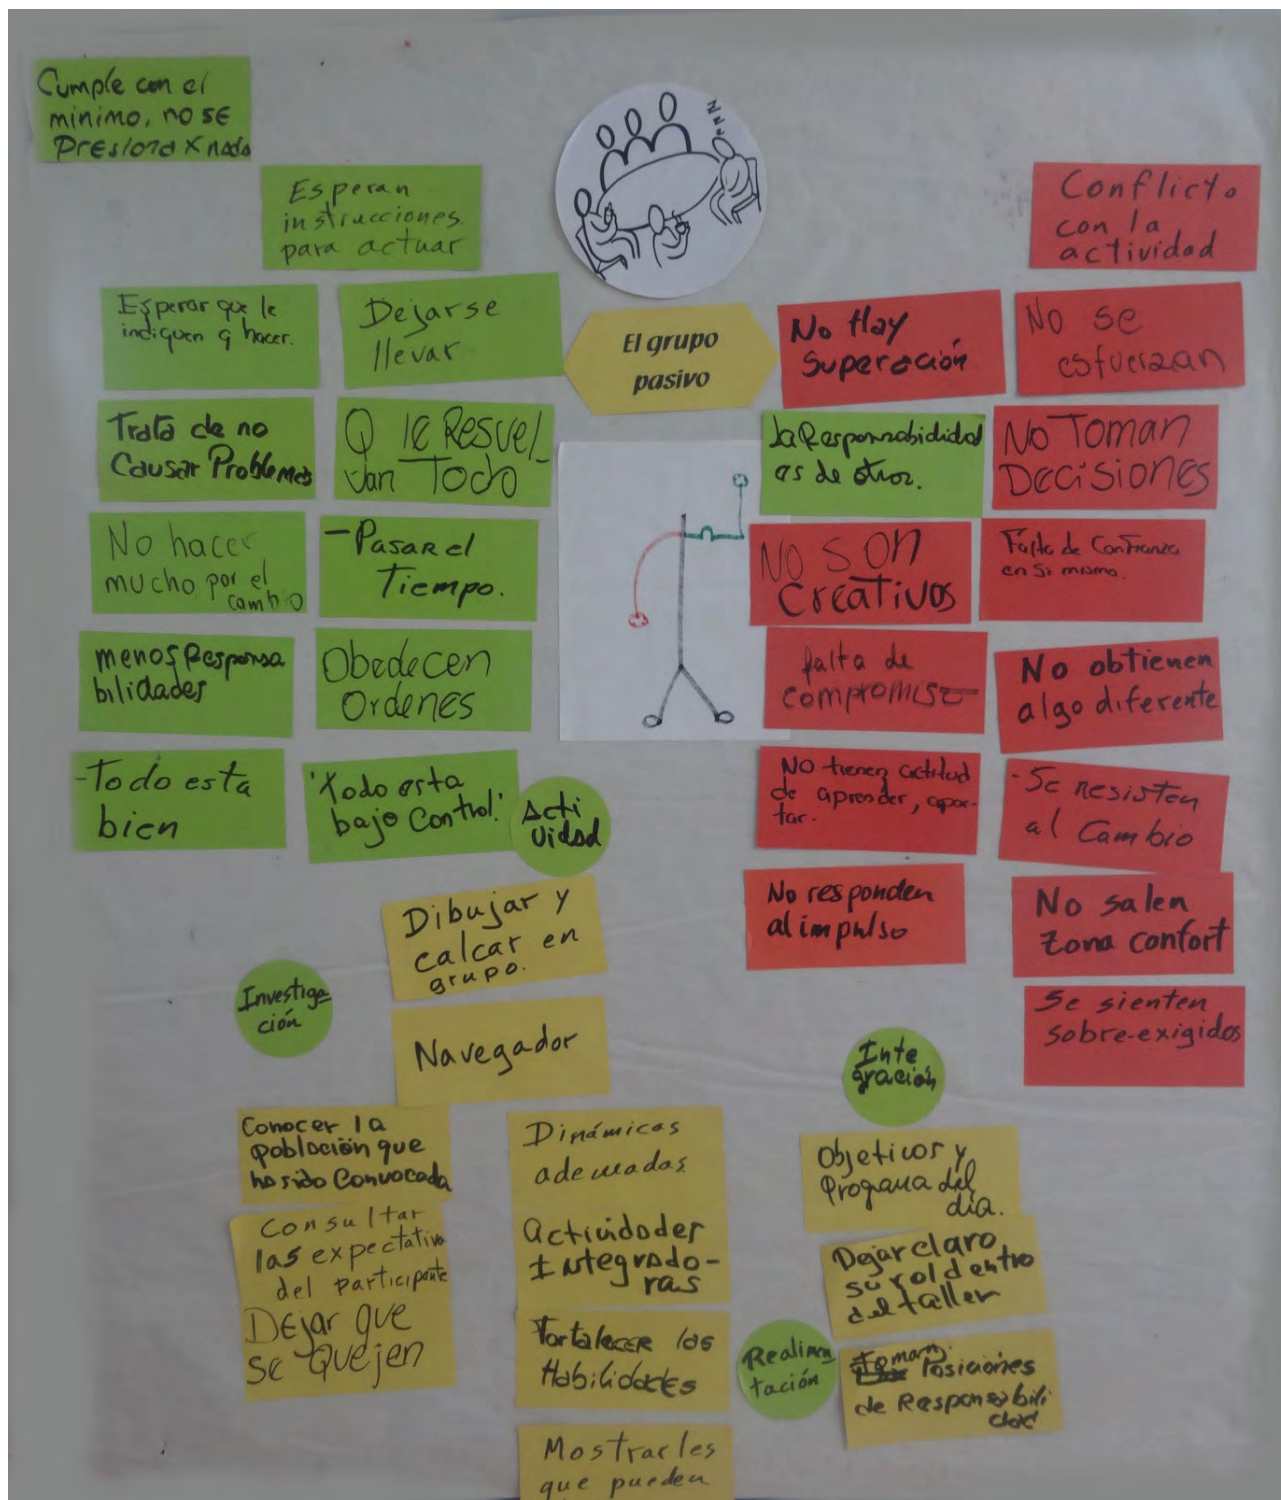 Cumple con el
minimo, no SE
Presiona x nada
Esperan
instrucciones
para actuar
Esperar que le
indiquen q hacer.
Dejarse
llevar
Trata de no
Causar Problemas
Q le Resuel_
van Todo
No hacer
mucho por el
cambio
-Pasar el
Tiempo.
menos Responsa
bilidades
Obedecen
Ordenes
-Todo esta
bien
"Todo esta
bajo Control."
zzzz
El grupo
pasivo
Conflicto
con la
actividad
No Hay
Superación
No se
esfuerzan
La Responsabididad
es de otros.
No Toman
Decisiones
No son
Creativos
Falta de Confianza
en Si mismo.
falta de
compromiso
No obtienen
algo diferente
No tienen actitud
de aprender, apor-
tar.
-Se resisten
al Cambio
No responden
al impulso
No salen
zona confort
Se sienten
sobre-exigidos
Acti
vidad
Dibujar y
calcar en
grupo.
Navegador
Investiga
ción
Conocer la
población que
ha sido Convocada
Consultar
las expectativa
del participante
Dejar que
se quejen
Dinámicas
adecuadas
Actividades
Integrado-
ras
Fortalecer las
Habilidades
Mostrarles
que pueden
Inte
gración
Objetivos y
Programa del
día.
Dejar claro
su rol dentro
del taller
Realimen
tación
Toman Posiciones
de Responsabili
dad